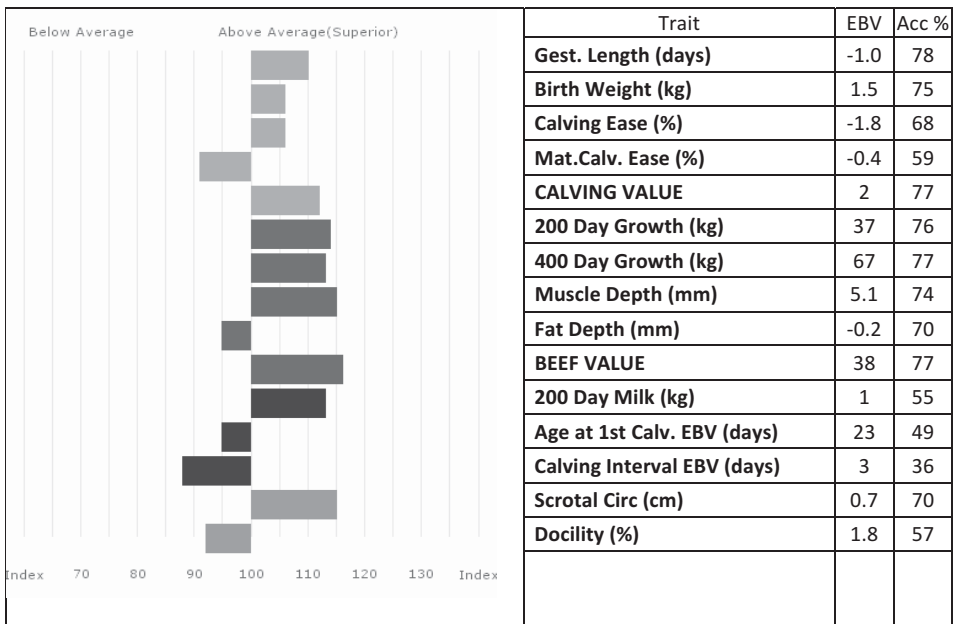 Below Average Above Average(Superior)
Index 70 80 90 100 110 120 130 Index
Trait EBV Acc %
Gest. Length (days) -1.0 78
Birth Weight (kg) 1.5 75
Calving Ease (%) -1.8 68
Mat.Calv. Ease (%) -0.4 59
CALVING VALUE 2 77
200 Day Growth (kg) 37 76
400 Day Growth (kg) 67 77
Muscle Depth (mm) 5.1 74
Fat Depth (mm) -0.2 70
BEEF VALUE 38 77
200 Day Milk (kg) 1 55
Age at 1st Calv. EBV (days) 23 49
Calving Interval EBV (days) 3 36
Scrotal Circ (cm) 0.7 70
Docility (%) 1.8 57